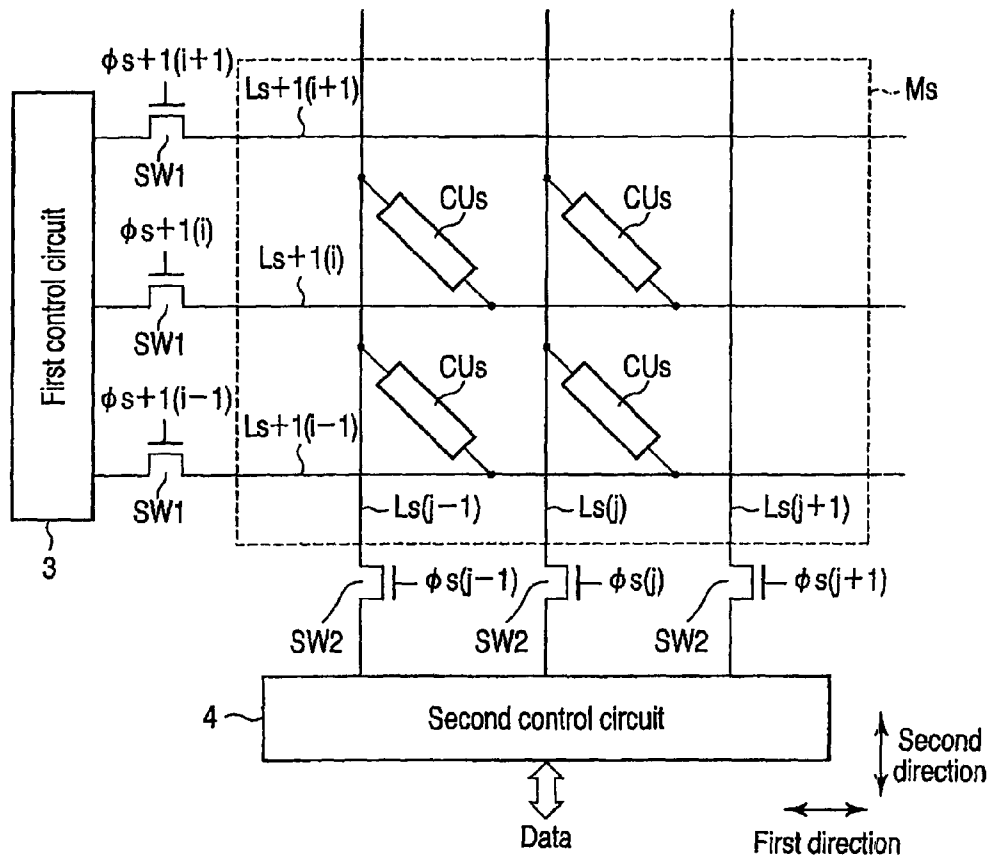 ϕs+1(i+1)
Ls+1(i+1)
Ms
SW1
CUs
CUs
ϕs+1(i)
Ls+1(i)
First control circuit
SW1
CUs
CUs
ϕs+1(i−1)
Ls+1(i−1)
SW1
Ls(j−1)
Ls(j)
Ls(j+1)
3
ϕs(j−1)
ϕs(j)
ϕs(j+1)
SW2
SW2
SW2
4
Second control circuit
Second
direction
Data
First direction